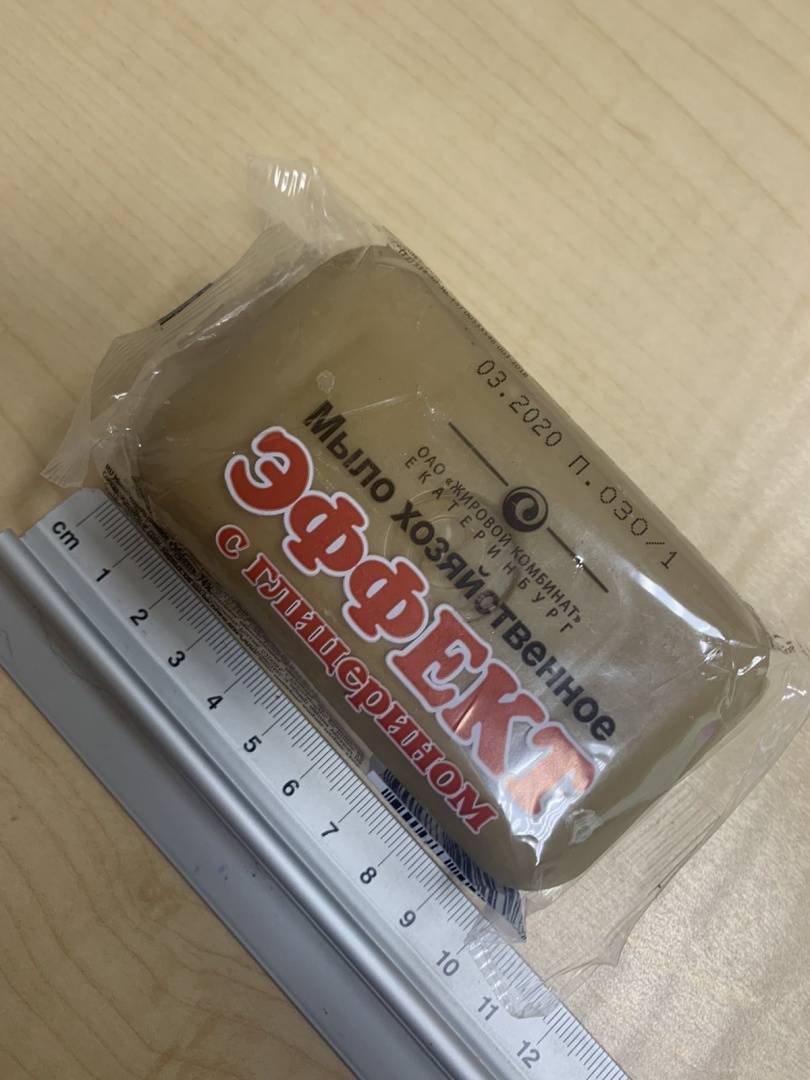 03.2020 П.030/1
ОАО «ЖИРОВОЙ КОМБИНАТ»
ЕКАТЕРИНБУРГ
Мыло хозяйственное
ЭФФЕКТ
с глицерином
cm 1 2 3 4 5 6 7 8 9 10 11 12